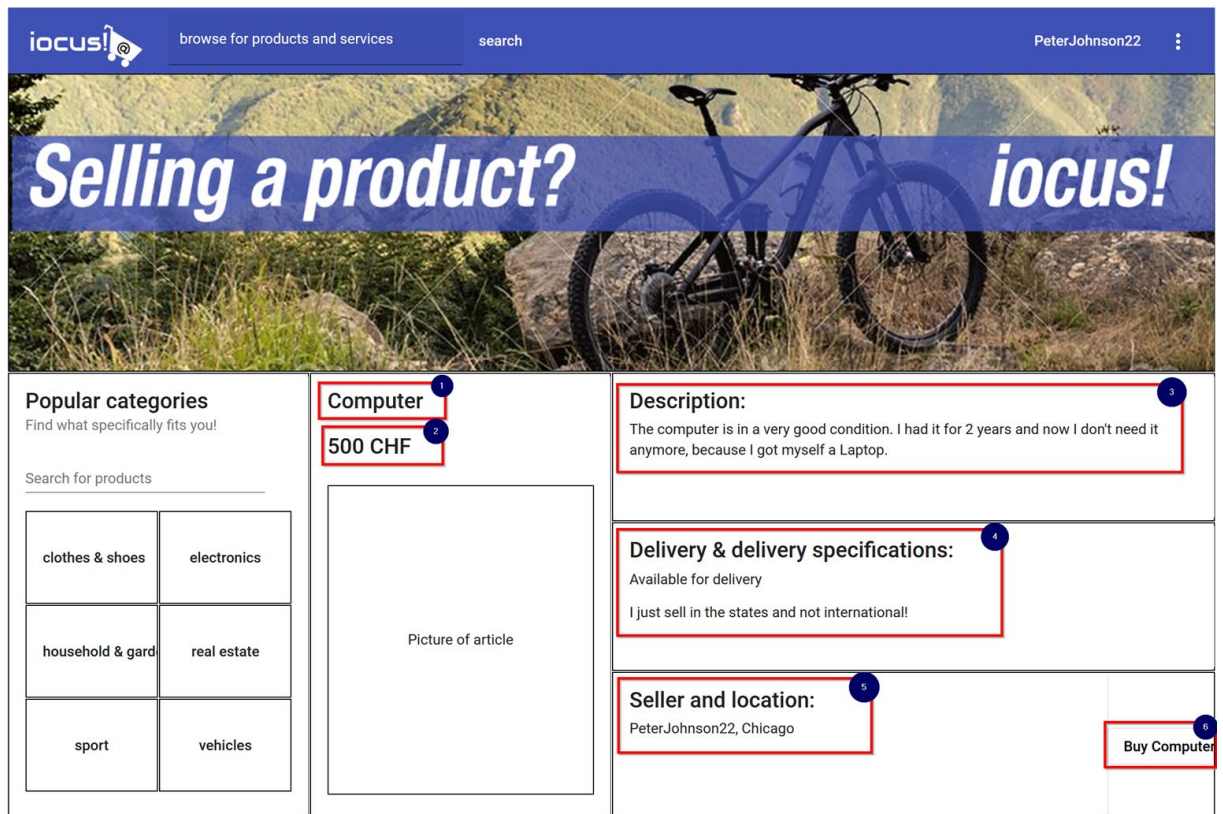 iocus!
browse for products and services
search
PeterJohnson22
Selling a product?
iocus!
Popular categories
Find what specifically fits you!
Search for products
clothes & shoes
electronics
household & gard
real estate
sport
vehicles
Computer
1
500 CHF
2
Picture of article
Description:
3
The computer is in a very good condition. I had it for 2 years and now I don't need it
anymore, because I got myself a Laptop.
Delivery & delivery specifications:
4
Available for delivery
I just sell in the states and not international!
Seller and location:
5
PeterJohnson22, Chicago
6
Buy Computer